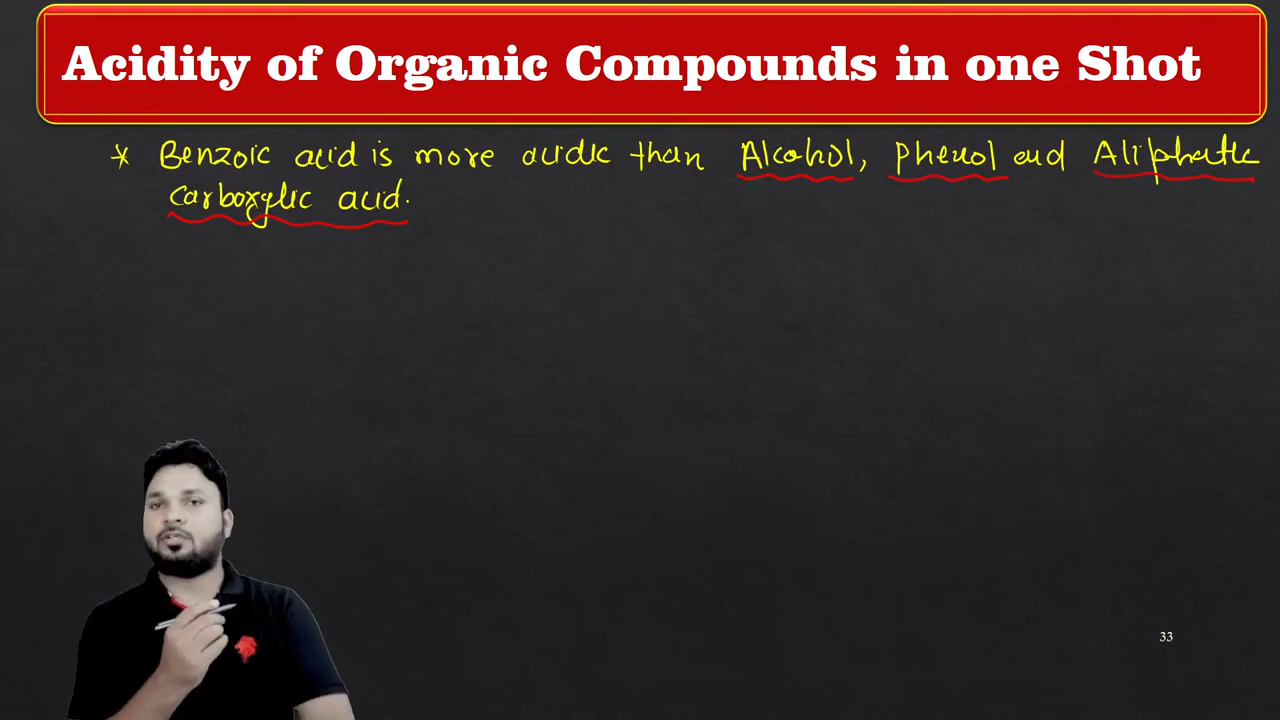 Acidity of Organic Compounds in one Shot
* Benzoic acid is more acidic than Alcohol, Phenol and Aliphatic
carboxylic acid.
33